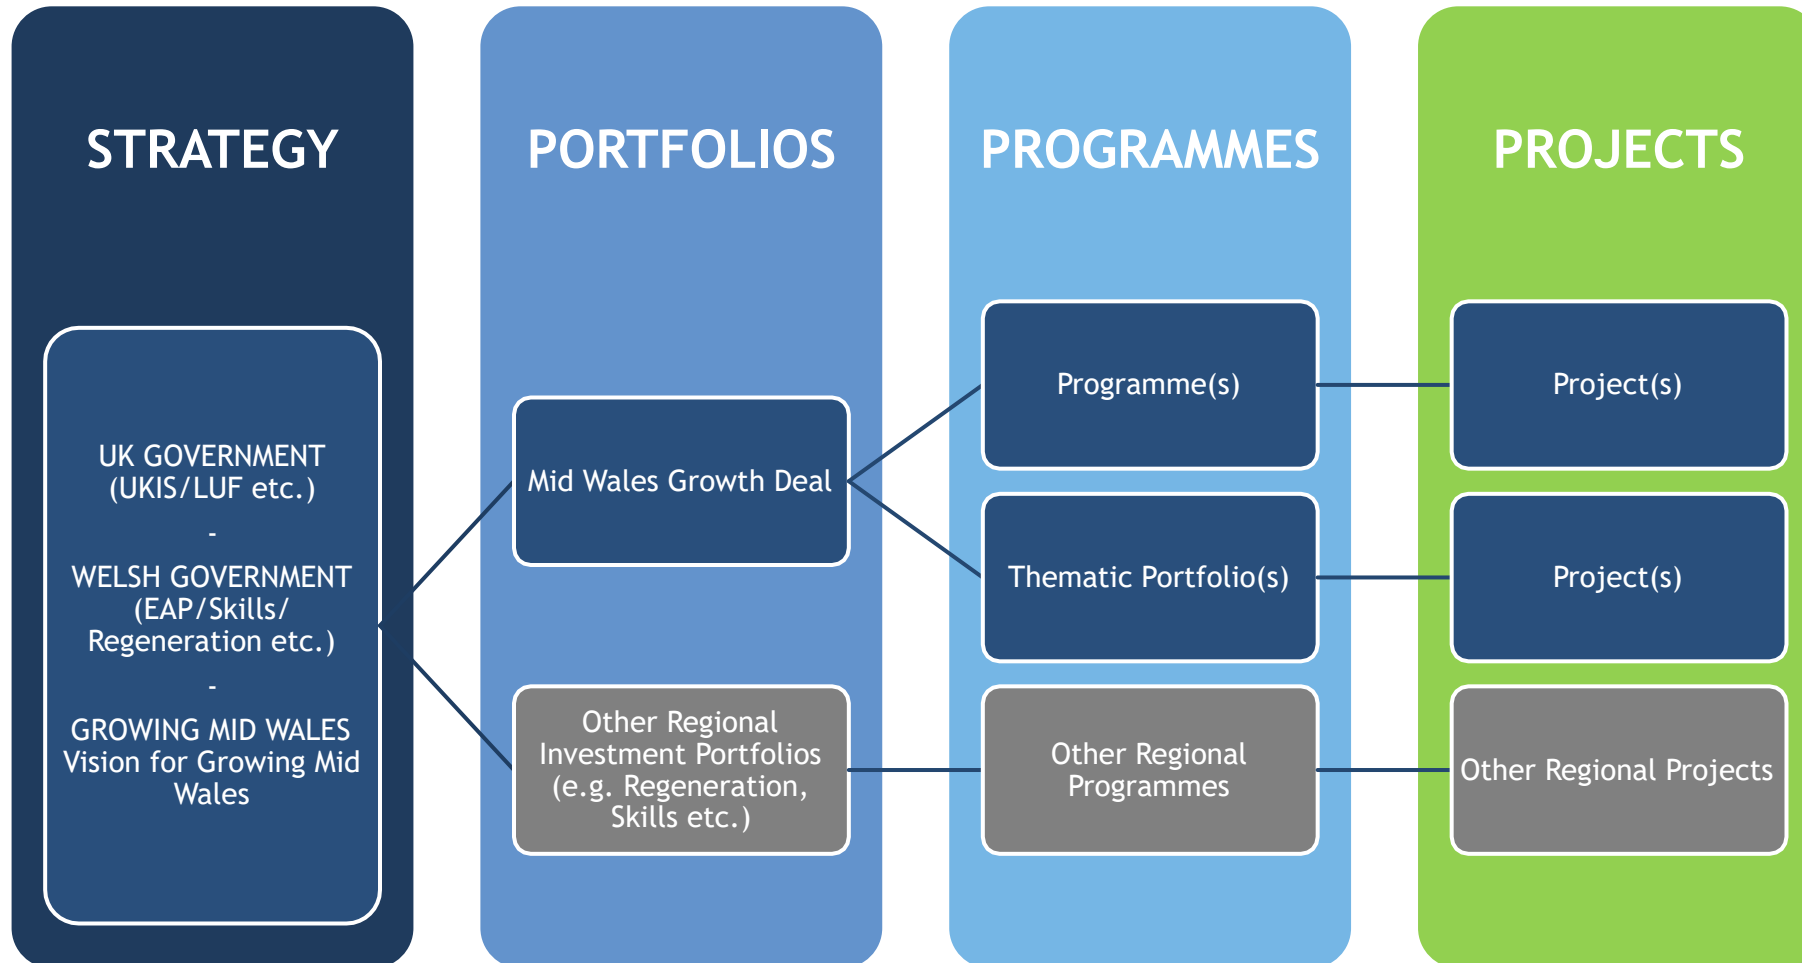 STRATEGY
UK GOVERNMENT
(UKIS/LUF etc.)
-
WELSH GOVERNMENT
(EAP/Skills/
Regeneration etc.)
-
GROWING MID WALES
Vision for Growing Mid
Wales
PORTFOLIOS
Mid Wales Growth Deal
Other Regional
Investment Portfolios
(e.g. Regeneration,
Skills etc.)
PROGRAMMES
Programme(s)
Thematic Portfolio(s)
Other Regional
Programmes
PROJECTS
Project(s)
Project(s)
Other Regional Projects